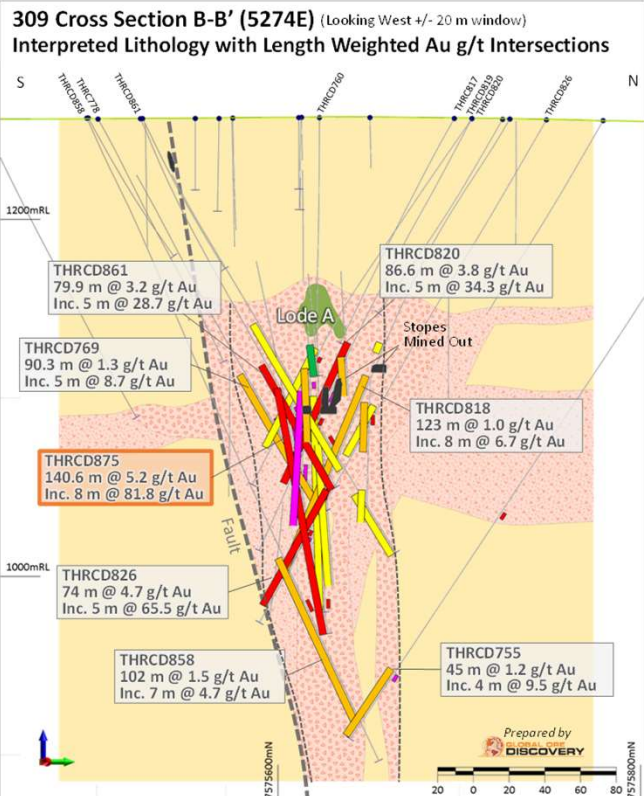 309 Cross Section B-B’ (5274E) (Looking West +/- 20 m window)
Interpreted Lithology with Length Weighted Au g/t Intersections
S
N
THRCD858
THRC778
THRCD861
THRCD760
THRC817
THRCD819
THRCD820
THRCD826
1200mRL
THRCD861
79.9 m @ 3.2 g/t Au
Inc. 5 m @ 28.7 g/t Au
THRCD820
86.6 m @ 3.8 g/t Au
Inc. 5 m @ 34.3 g/t Au
Lode A
Stopes
Mined Out
THRCD769
90.3 m @ 1.3 g/t Au
Inc. 5 m @ 8.7 g/t Au
THRCD818
123 m @ 1.0 g/t Au
Inc. 8 m @ 6.7 g/t Au
THRCD875
140.6 m @ 5.2 g/t Au
Inc. 8 m @ 81.8 g/t Au
Fault
1000mRL
THRCD826
74 m @ 4.7 g/t Au
Inc. 5 m @ 65.5 g/t Au
THRCD858
102 m @ 1.5 g/t Au
Inc. 7 m @ 4.7 g/t Au
THRCD755
45 m @ 1.2 g/t Au
Inc. 4 m @ 9.5 g/t Au
Prepared by
GLOBAL ORE
DISCOVERY
7575600mN
7575800mN
20 0 20 40 60 80